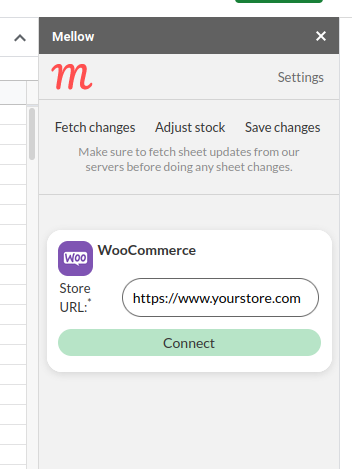 Mellow
m
Settings
Fetch changes Adjust stock Save changes
Make sure to fetch sheet updates from our
servers before doing any sheet changes.
Woo
WooCommerce
Store
URL:*
https://www.yourstore.com
Connect